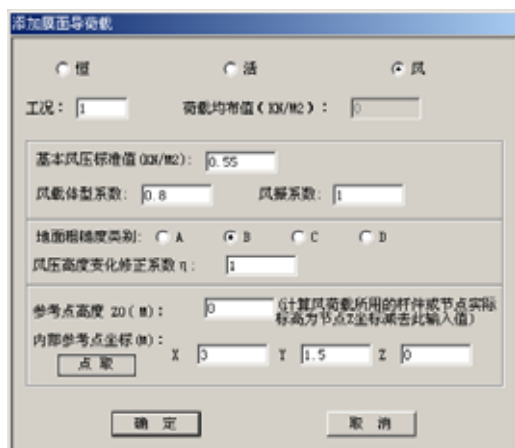 添加膜面导荷载
恒 活 风
工况： 1 荷载均布值(KN/M2)： 0
基本风压标准值(KN/M2)： 0.55
风载体型系数： 0.8 风振系数： 1
地面粗糙度类别： A B C D
风压高度变化修正系数η： 1
参考点高度 Z0(M)： 0 (计算风荷载所用的杆件或节点实际
标高为节点Z坐标减去此输入值)
内部参考点坐标(M)：
点取 X 3 Y 1.5 Z 0
确定 取消